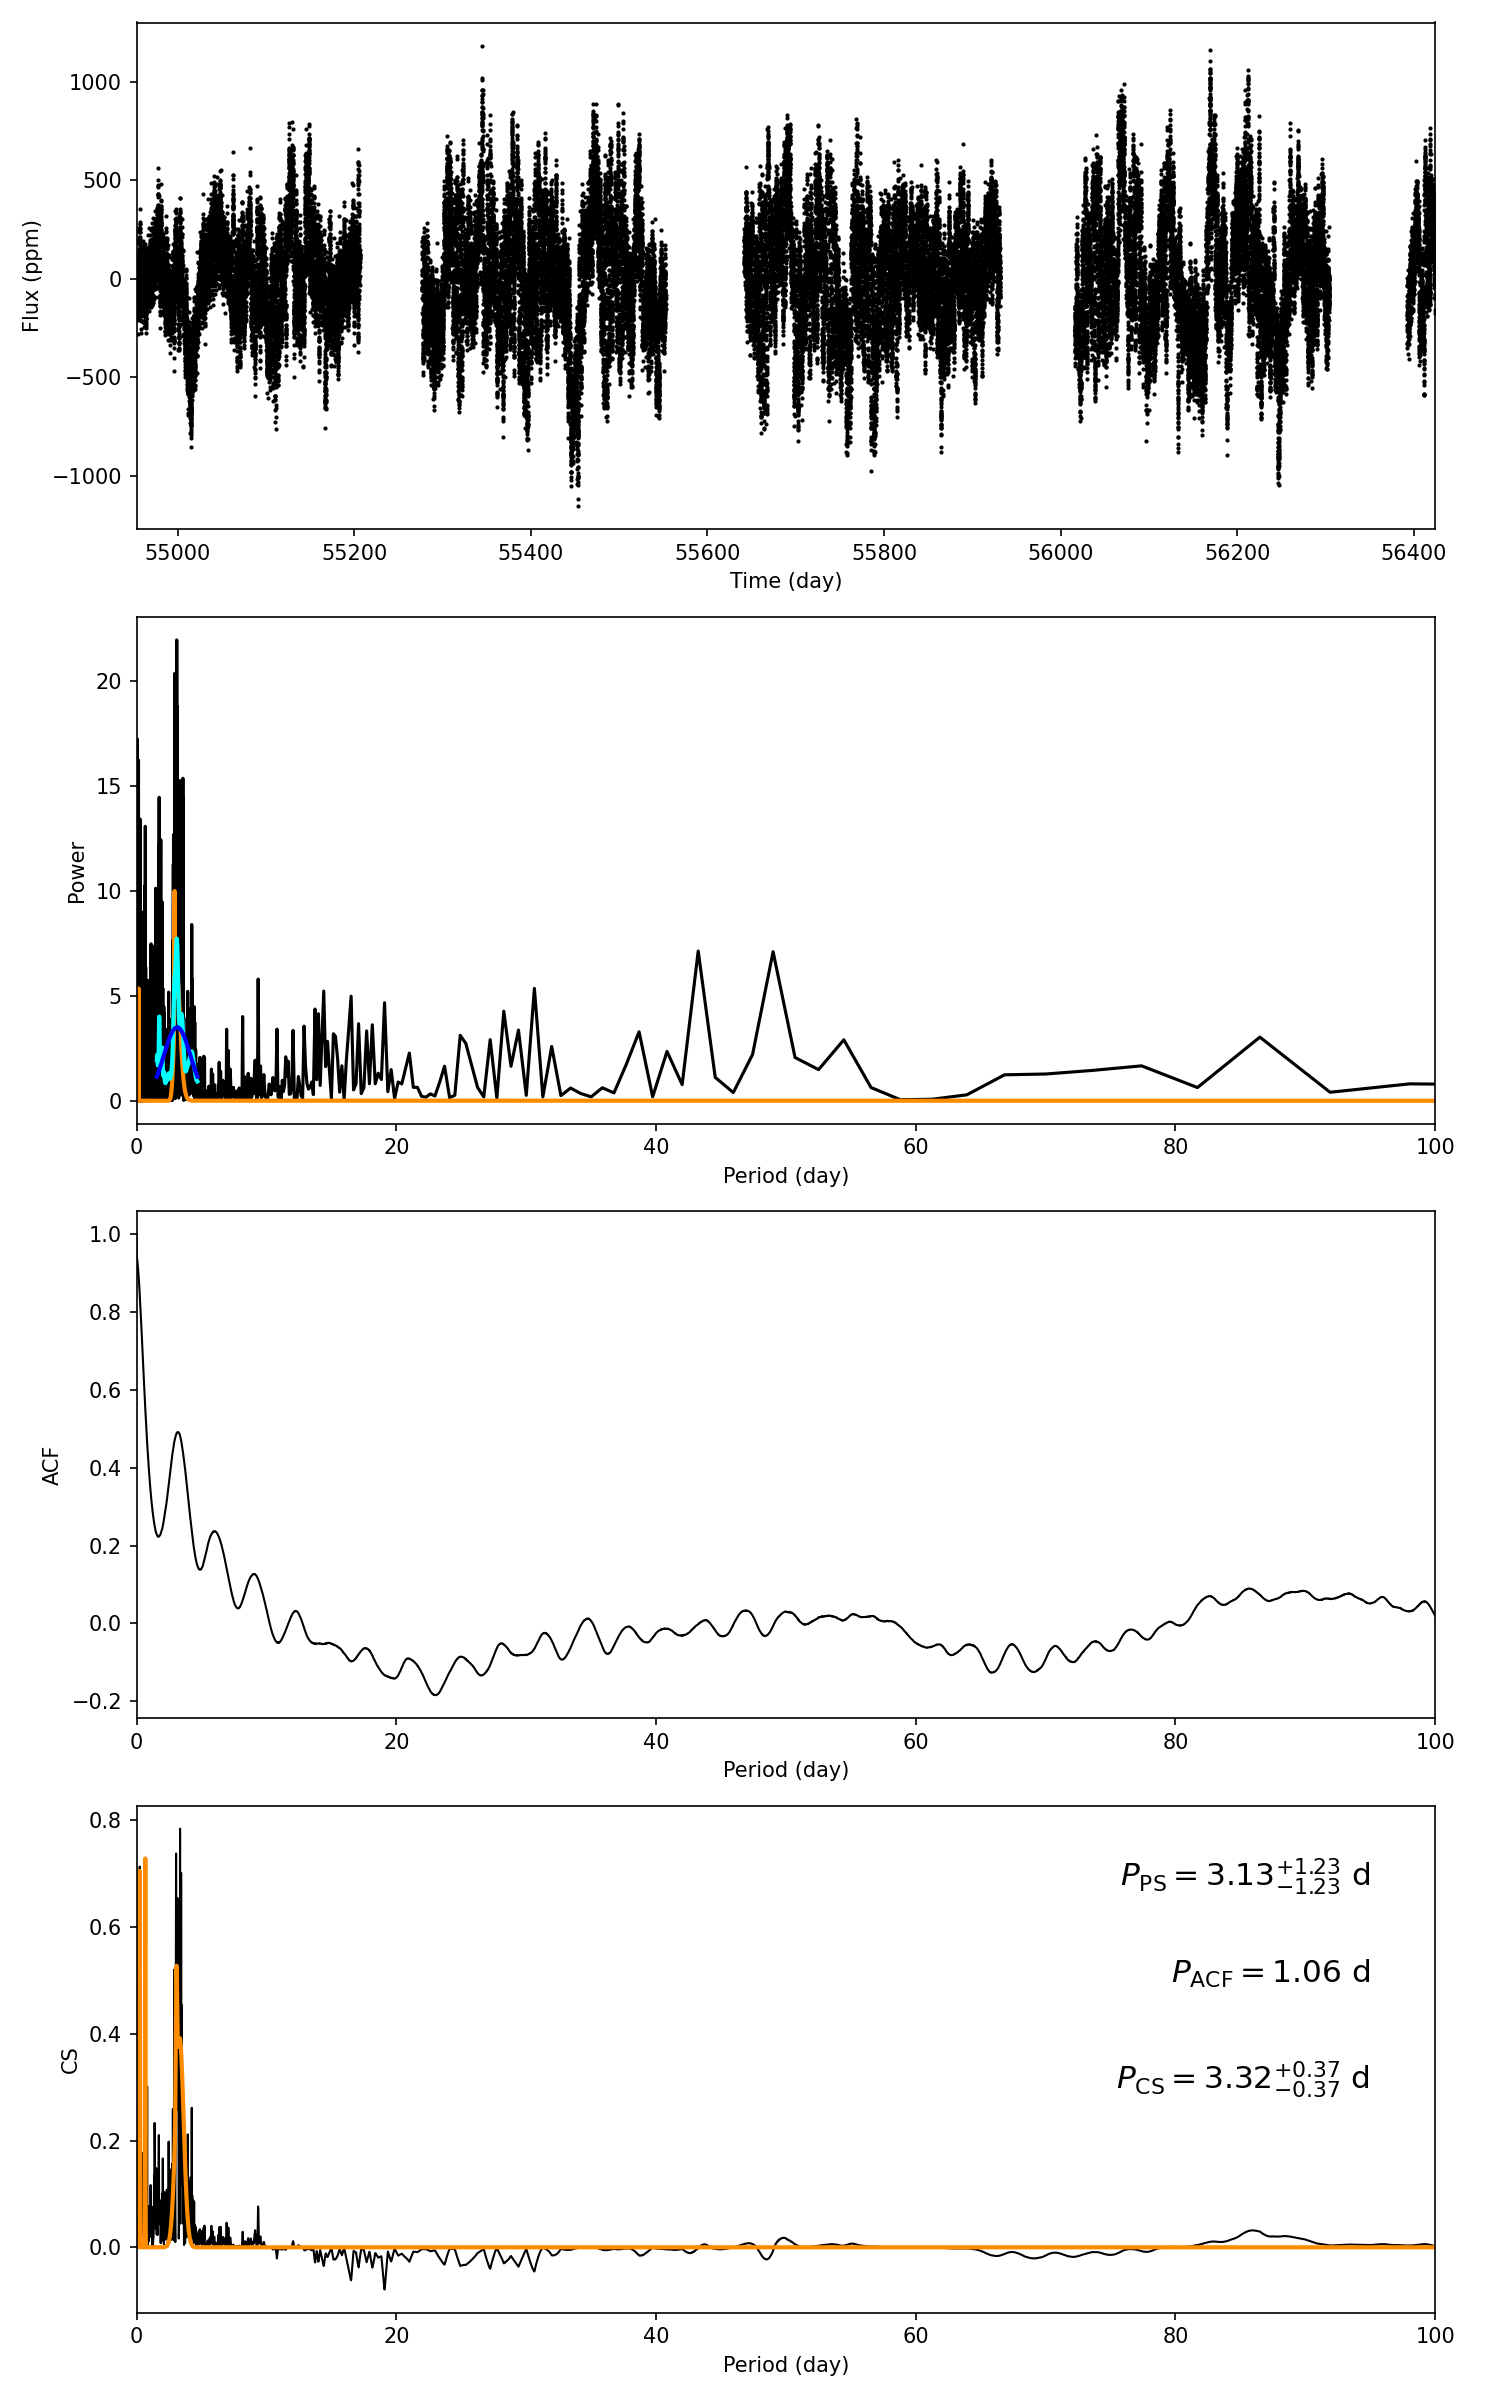 1000
500
0
−500
−1000
Flux (ppm)
55000 55200 55400 55600 55800 56000 56200 56400
Time (day)
20
15
10
5
0
Power
0 20 40 60 80 100
Period (day)
1.0
0.8
0.6
0.4
0.2
0.0
−0.2
ACF
0 20 40 60 80 100
Period (day)
0.8
0.6
0.4
0.2
0.0
CS
P_PS = 3.13^{+1.23}_{−1.23} d
P_ACF = 1.06 d
P_CS = 3.32^{+0.37}_{−0.37} d
0 20 40 60 80 100
Period (day)